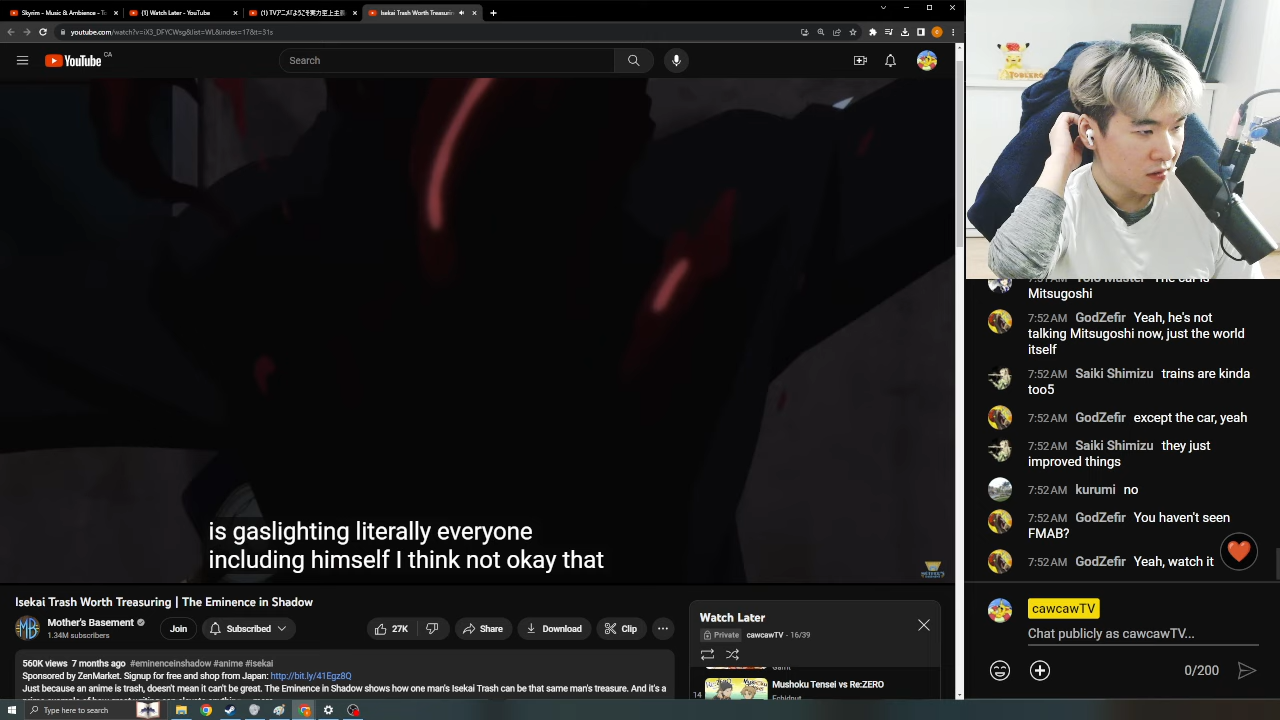 Skyrim - Music & Ambience - Ti
(1) Watch Later - YouTube
(1) TVアニメ『ようこそ実力至上主
Isekai Trash Worth Treasuring
youtube.com/watch?v=iX3_DFYCWsg&list=WL&index=17&t=31s
YouTube CA
Search
is gaslighting literally everyone
including himself I think not okay that
Isekai Trash Worth Treasuring | The Eminence in Shadow
Mother's Basement
1.34M subscribers
Join
Subscribed
27K
Share
Download
Clip
560K views 7 months ago #eminenceinshadow #anime #isekai
Sponsored by ZenMarket. Signup for free and shop from Japan: http://bit.ly/41Egz8Q
Just because an anime is trash, doesn't mean it can't be great. The Eminence in Shadow shows how one man's Isekai Trash can be that same man's treasure. And it's a
Watch Later
Private cawcawTV - 16/39
14
Mushoku Tensei vs Re:ZERO
Type here to search
Mitsugoshi
7:52 AM GodZefir Yeah, he's not
talking Mitsugoshi now, just the world
itself
7:52 AM Saiki Shimizu trains are kinda
too5
7:52 AM GodZefir except the car, yeah
7:52 AM Saiki Shimizu they just
improved things
7:52 AM kurumi no
7:52 AM GodZefir You haven't seen
FMAB?
7:52 AM GodZefir Yeah, watch it
cawcawTV
Chat publicly as cawcawTV...
0/200